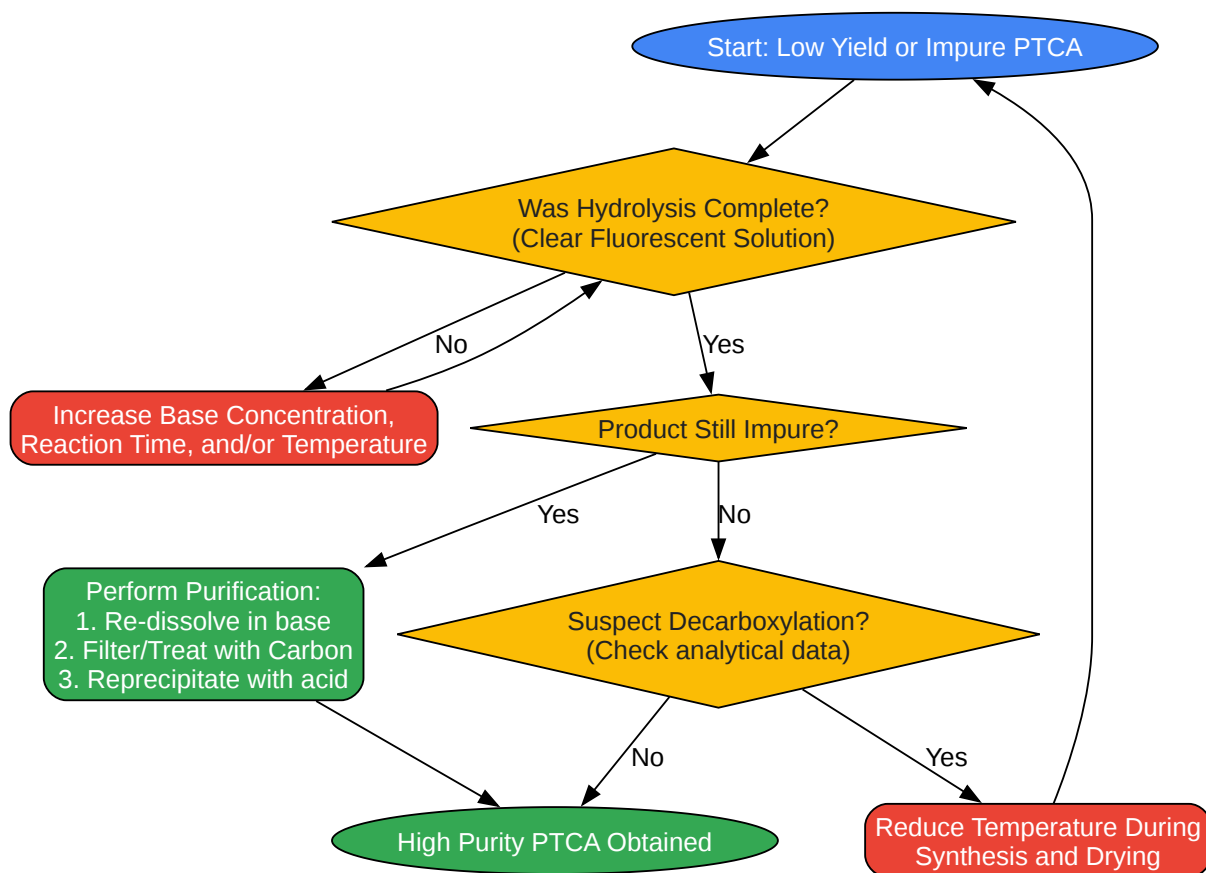 Start: Low Yield or Impure PTCA
Was Hydrolysis Complete?
(Clear Fluorescent Solution)
No
Yes
Increase Base Concentration,
Reaction Time, and/or Temperature
Product Still Impure?
Yes
No
Perform Purification:
1. Re-dissolve in base
2. Filter/Treat with Carbon
3. Reprecipitate with acid
Suspect Decarboxylation?
(Check analytical data)
No
Yes
High Purity PTCA Obtained
Reduce Temperature During
Synthesis and Drying